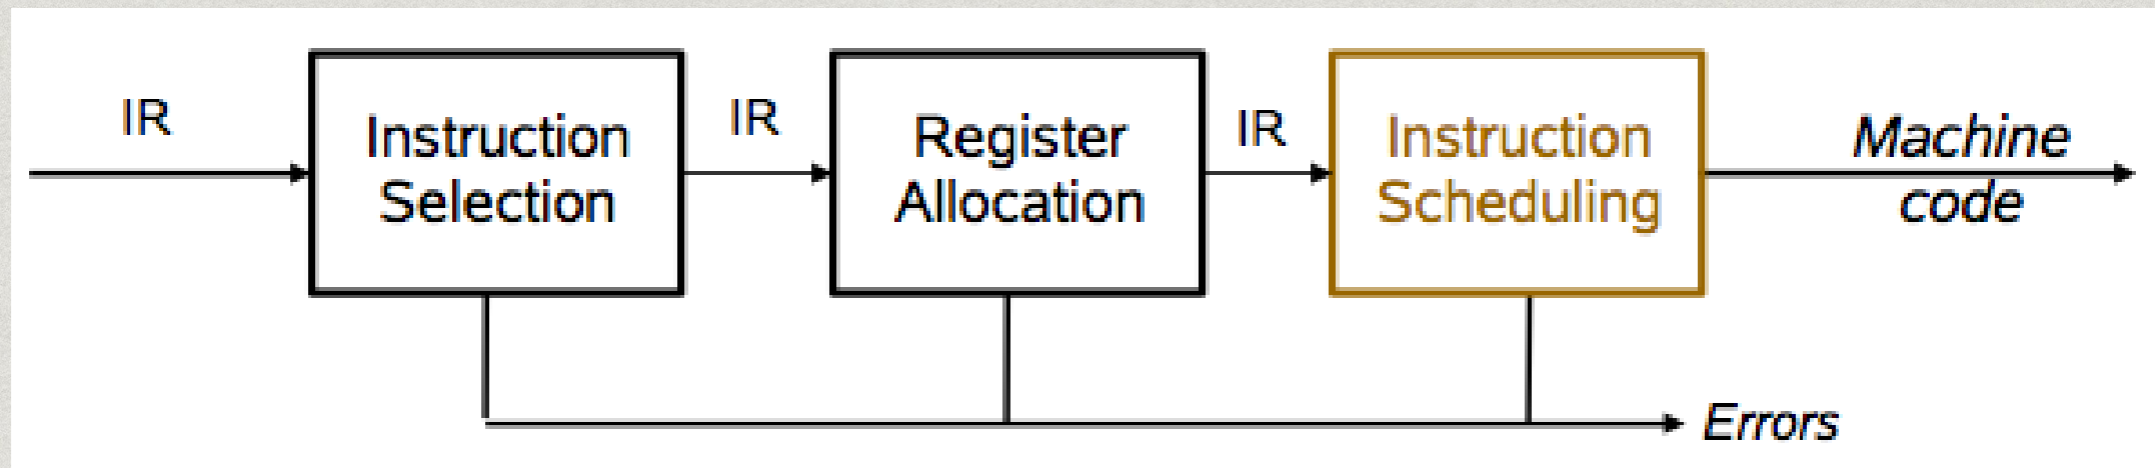 IR
Instruction
Selection
IR
Register
Allocation
IR
Instruction
Scheduling
Machine
code
Errors